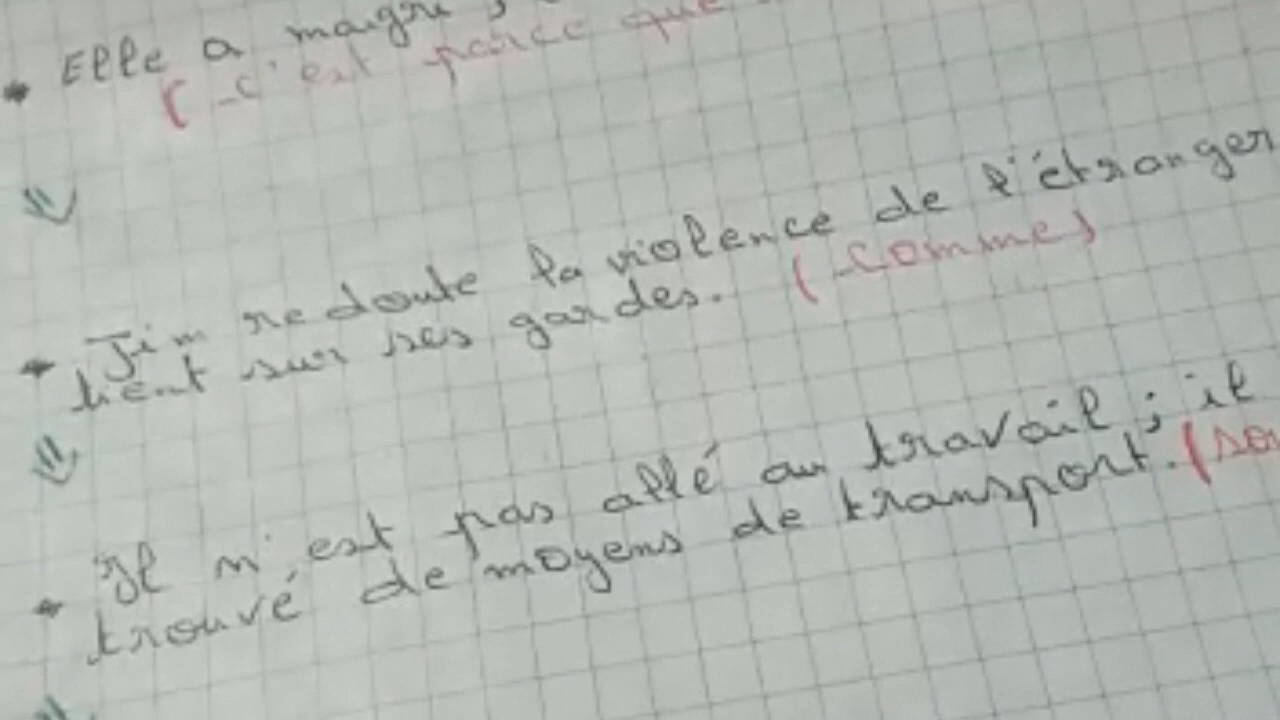 Elle a maigri ;
( c'est parce que
Jim redoute la violence de l'étranger
tient sur ses gardes. ( comme )
Il n'est pas allé au travail ; il
trouvé de moyens de transport. (